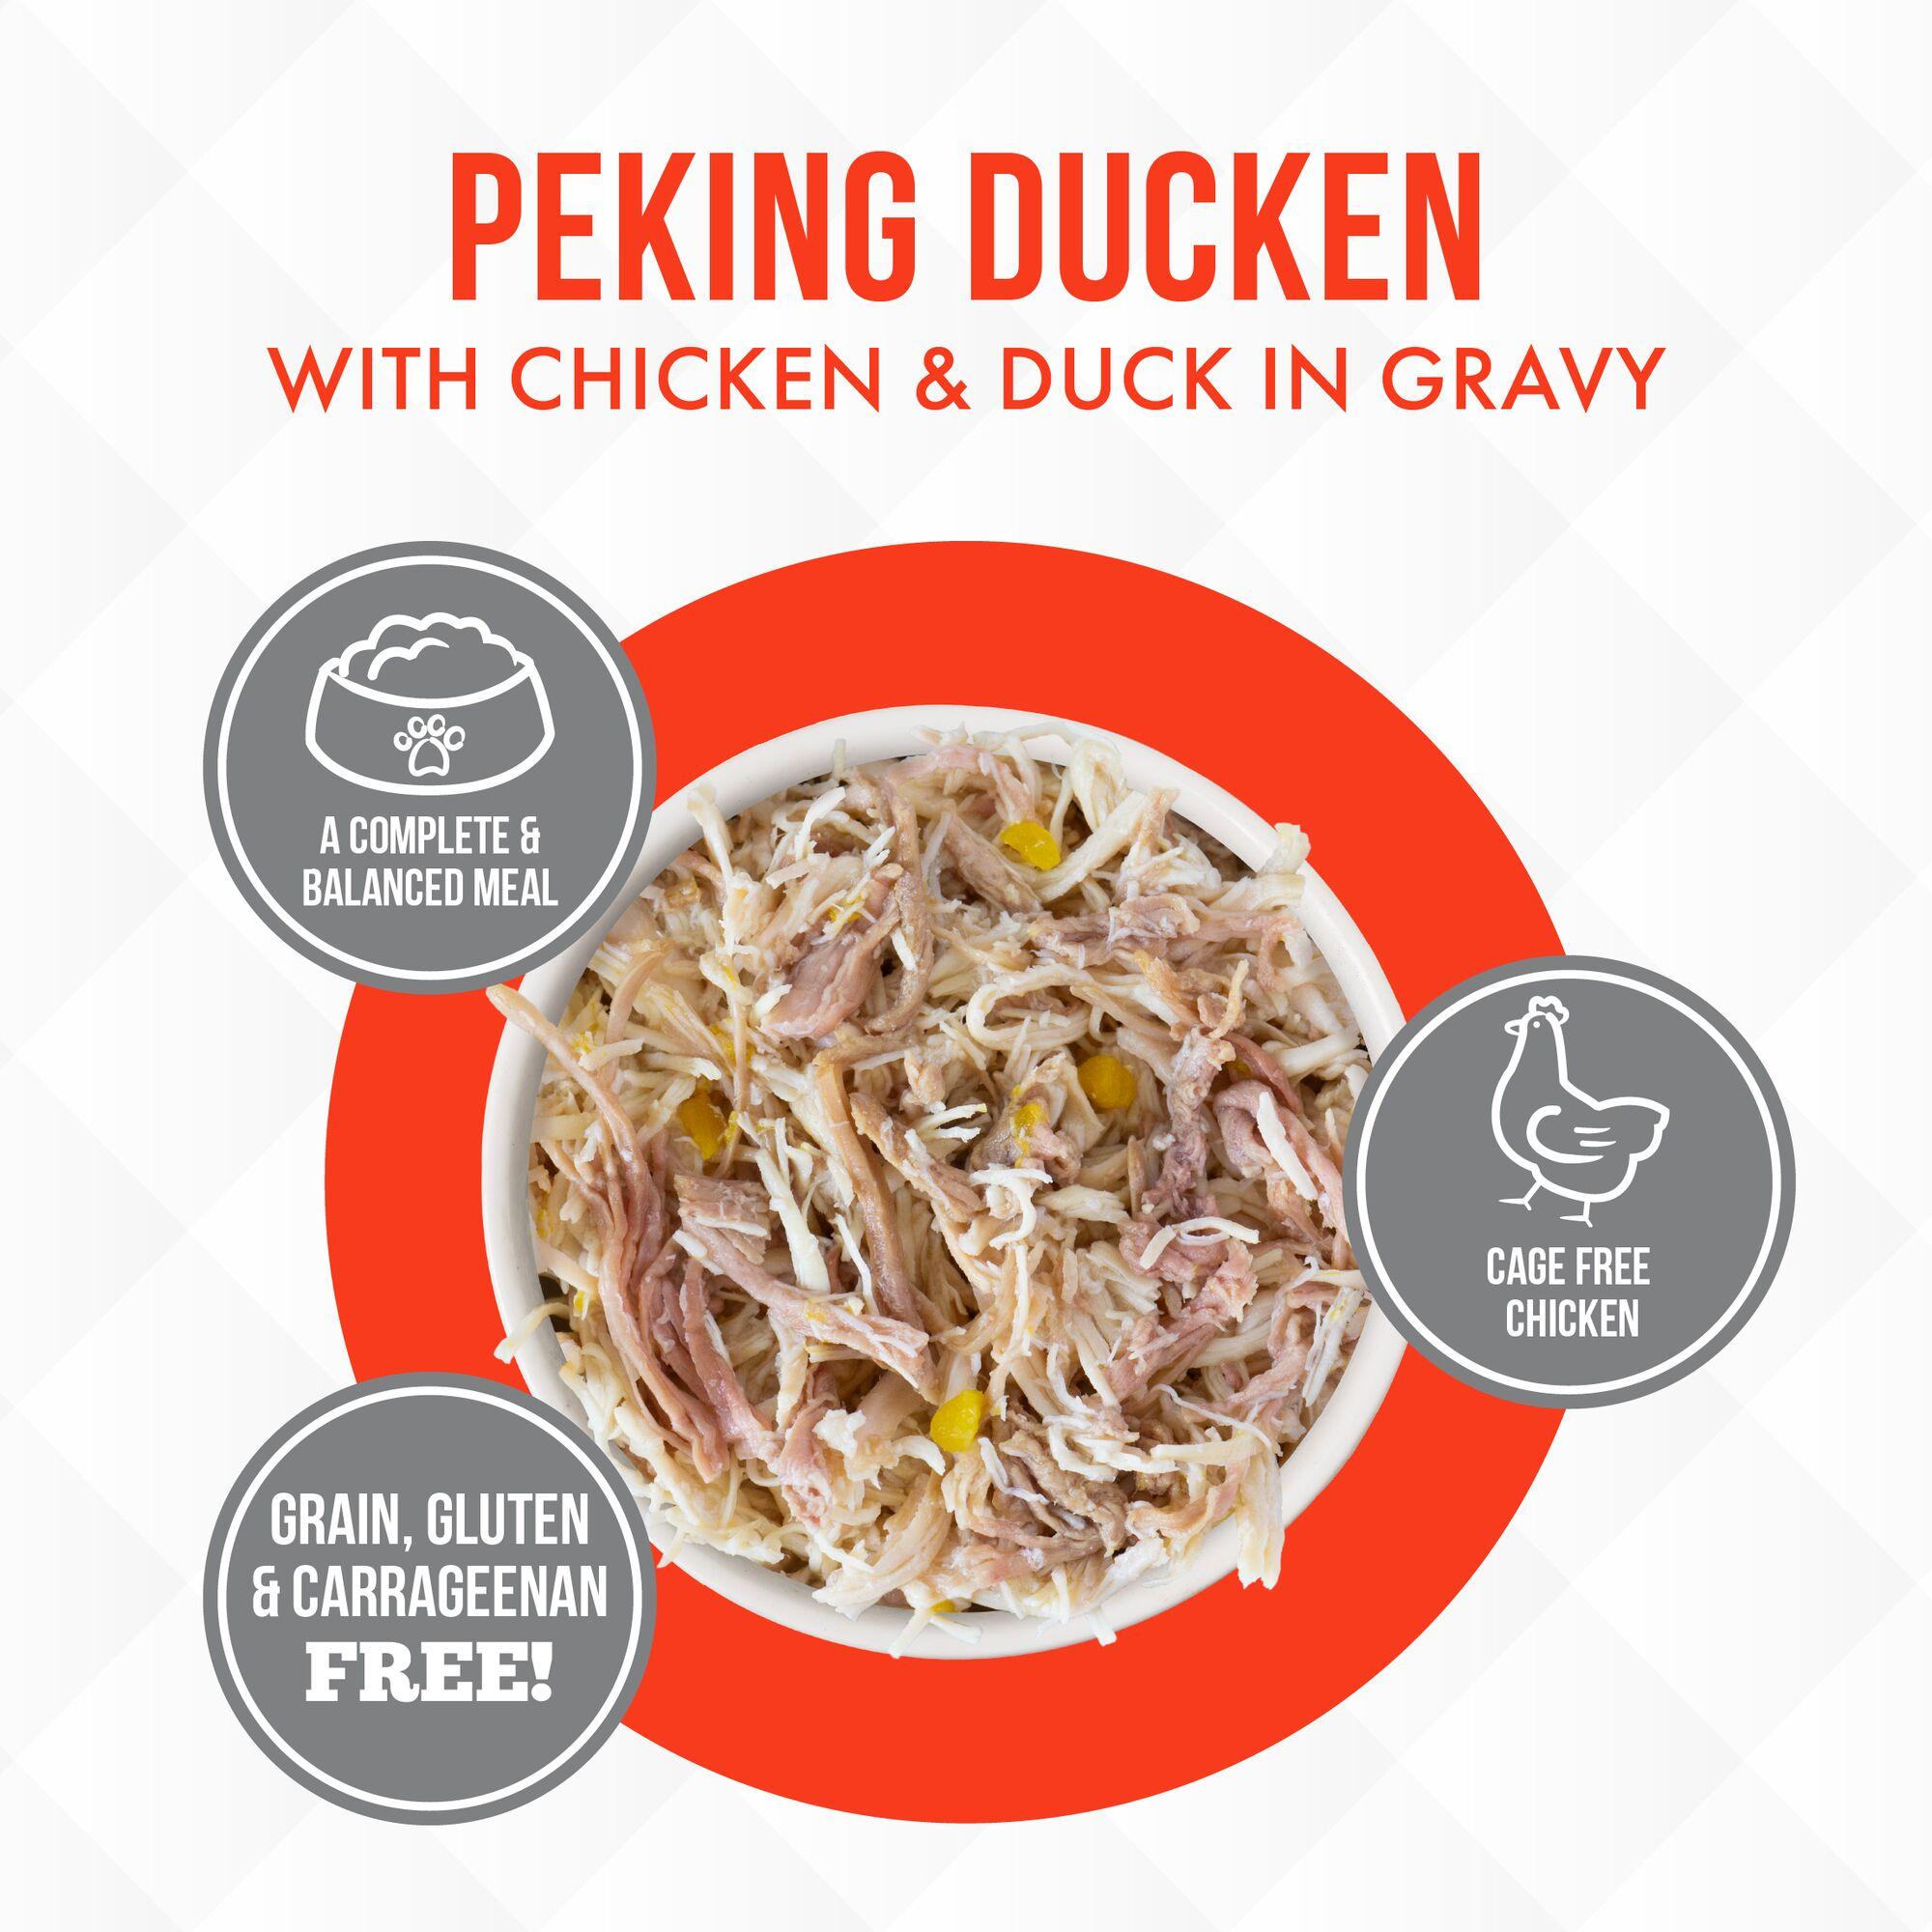 PEKING DUCKEN
WITH CHICKEN & DUCK IN GRAVY
A COMPLETE &
BALANCED MEAL
CAGE FREE
CHICKEN
GRAIN, GLUTEN
& CARRAGEENAN
FREE!